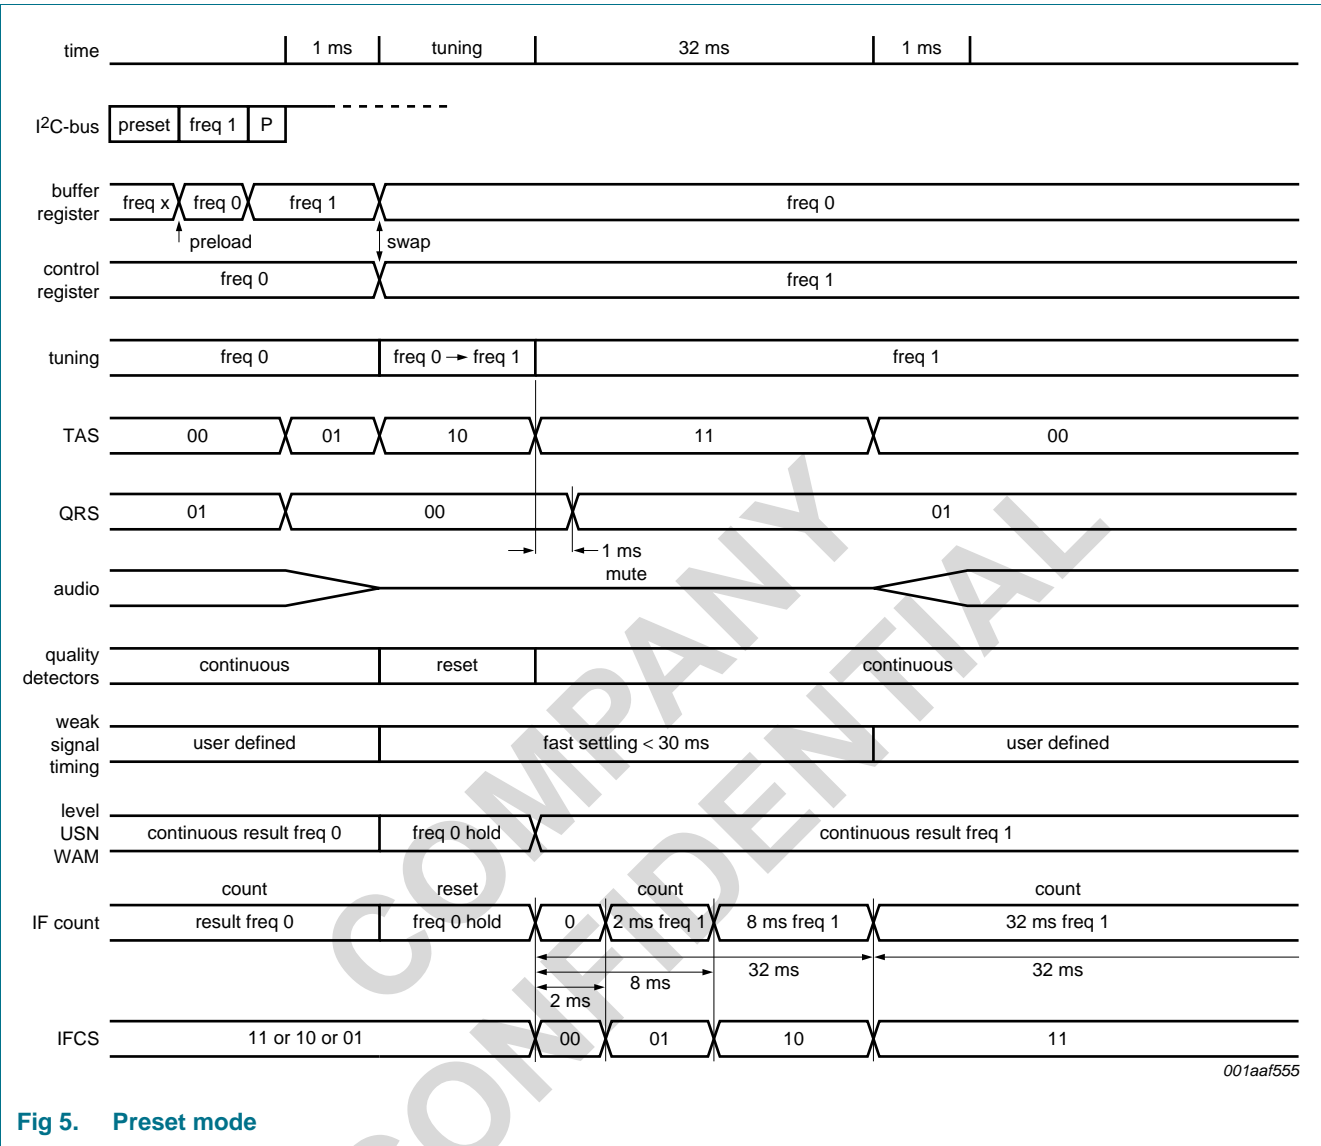 time 1 ms tuning 32 ms 1 ms
I2C-bus preset freq 1 P
buffer register freq x freq 0 freq 1 freq 0
preload swap
control register freq 0 freq 1
tuning freq 0 freq 0 → freq 1 freq 1
TAS 00 01 10 11 00
QRS 01 00 01
1 ms
mute
audio
quality detectors continuous reset continuous
weak signal timing user defined fast settling < 30 ms user defined
level USN WAM continuous result freq 0 freq 0 hold continuous result freq 1
count reset count count
IF count result freq 0 freq 0 hold 0 2 ms freq 1 8 ms freq 1 32 ms freq 1
32 ms 32 ms
8 ms
2 ms
IFCS 11 or 10 or 01 00 01 10 11
001aaf555
COMPANY
CONFIDENTIAL
Fig 5. Preset mode